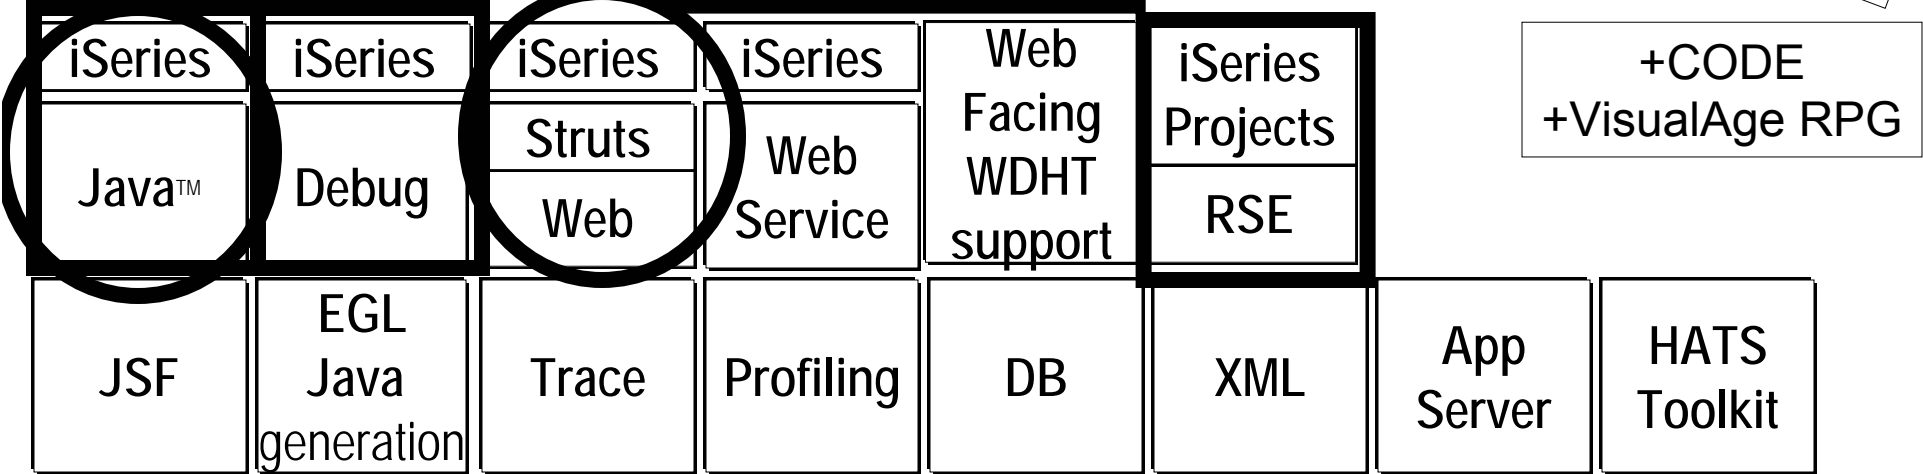 iSeries
Java™
iSeries
Debug
iSeries
Struts
Web
iSeries
Web
Service
Web
Facing
WDHT
support
iSeries
Projects
RSE
+CODE
+VisualAge RPG
JSF
EGL
Java
generation
Trace
Profiling
DB
XML
App
Server
HATS
Toolkit